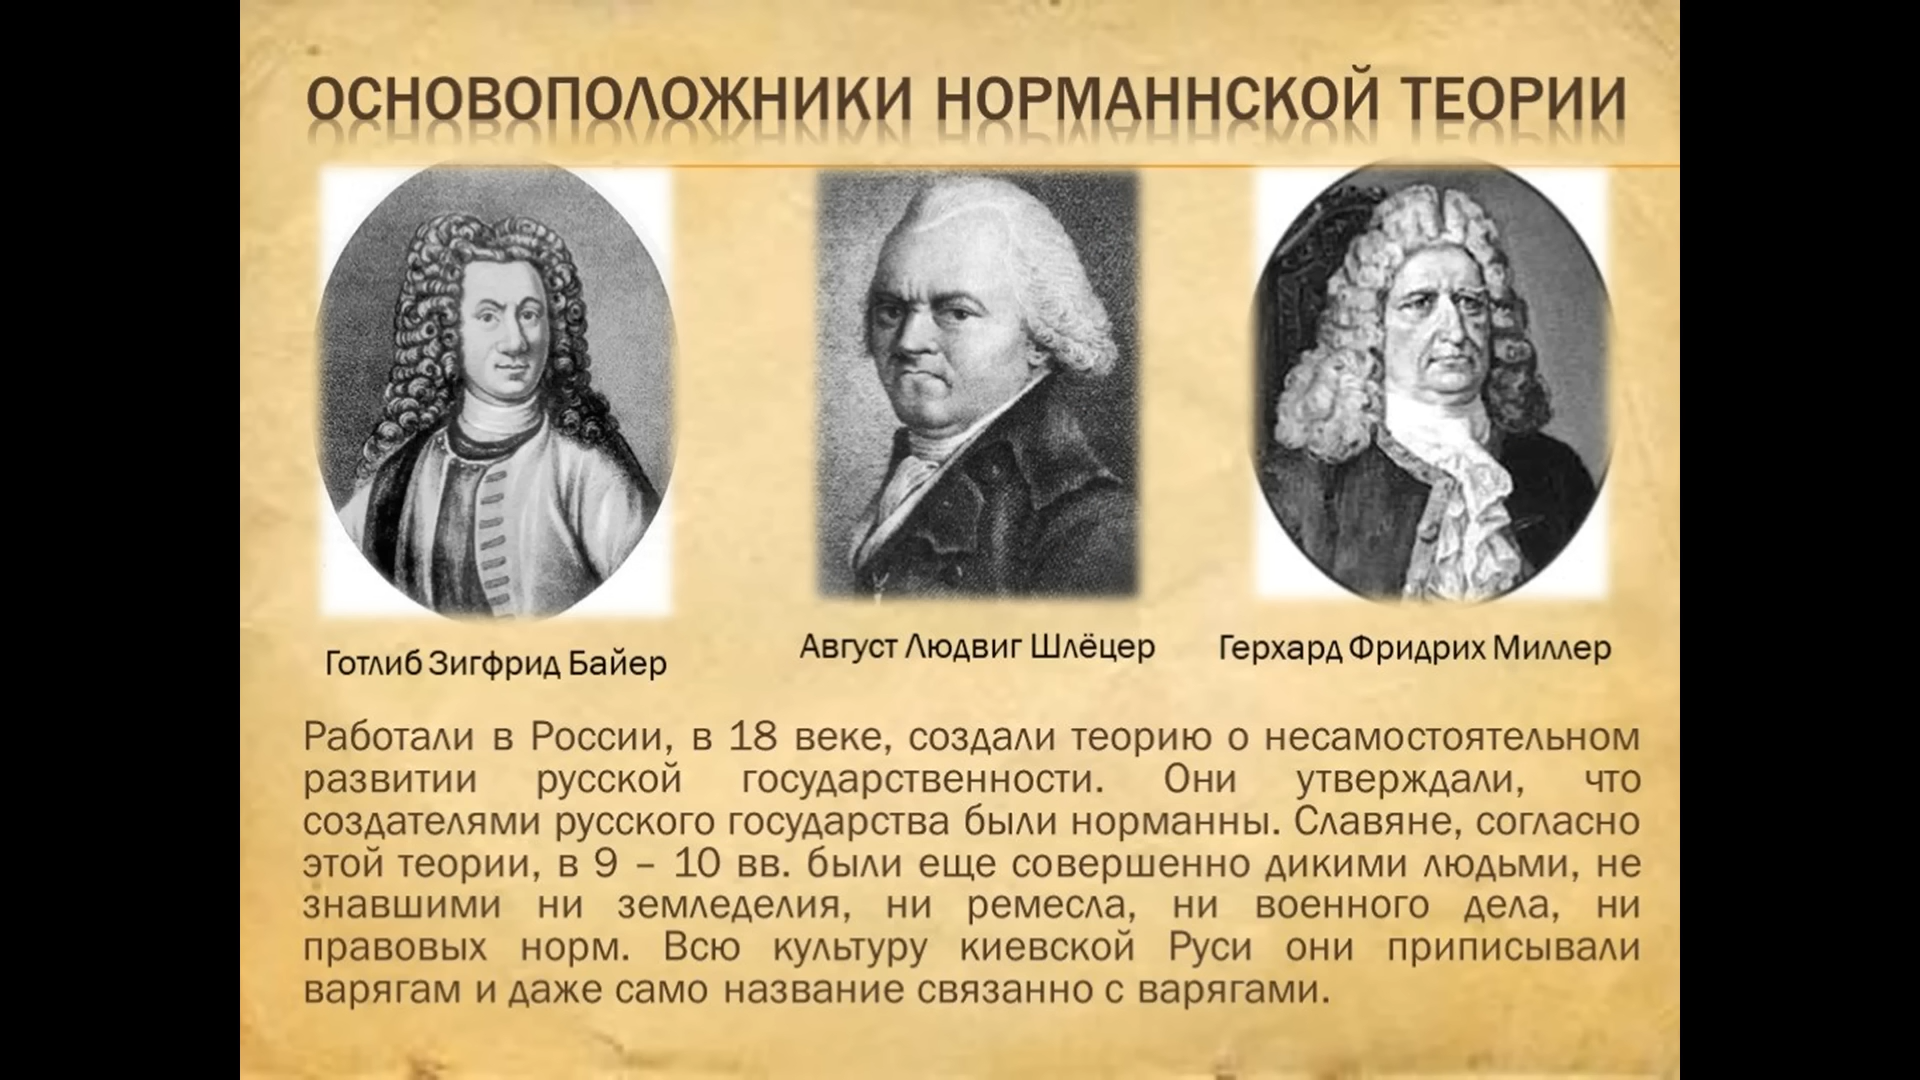 ОСНОВОПОЛОЖНИКИ НОРМАННСКОЙ ТЕОРИИ
Готлиб Зигфрид Байер
Август Людвиг Шлёцер
Герхард Фридрих Миллер
Работали в России, в 18 веке, создали теорию о несамостоятельном
развитии русской государственности. Они утверждали, что
создателями русского государства были норманны. Славяне, согласно
этой теории, в 9 – 10 вв. были еще совершенно дикими людьми, не
знавшими ни земледелия, ни ремесла, ни военного дела, ни
правовых норм. Всю культуру киевской Руси они приписывали
варягам и даже само название связанно с варягами.